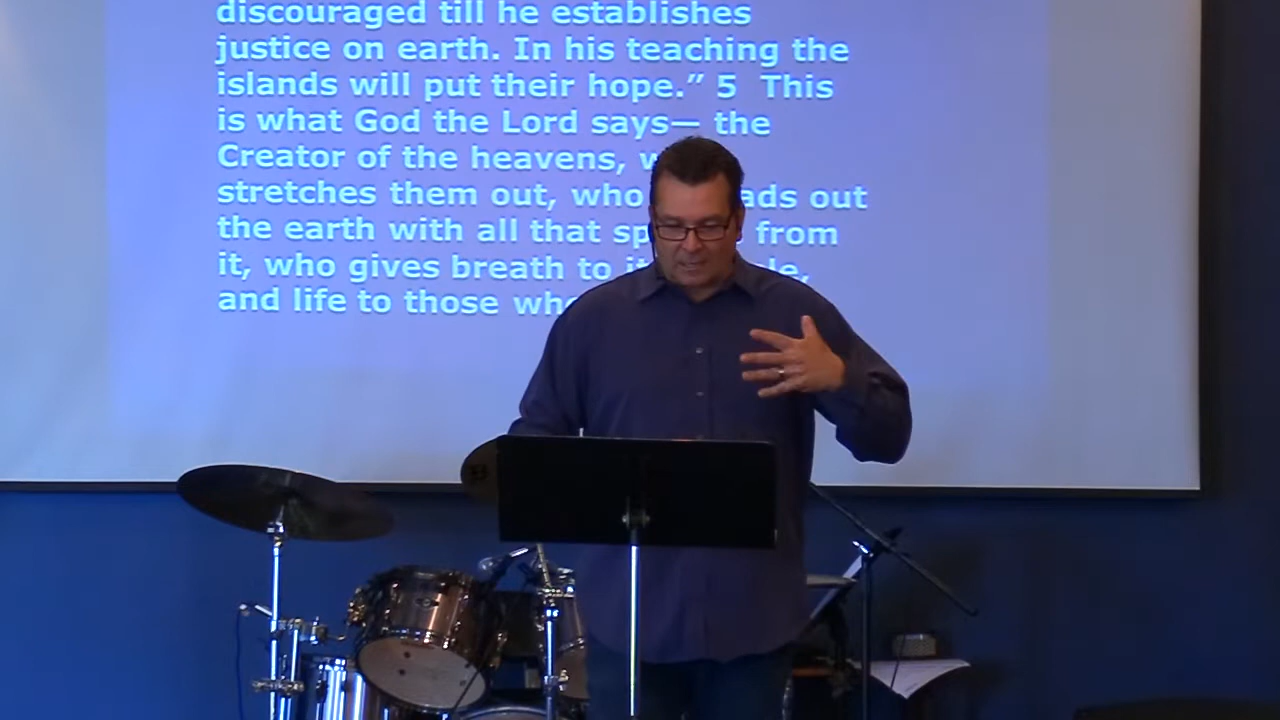 discouraged till he establishes
justice on earth. In his teaching the
islands will put their hope.” 5 This
is what God the Lord says— the
Creator of the heavens,
stretches them out, who out
the earth with all that from
it, who gives breath to
and life to those